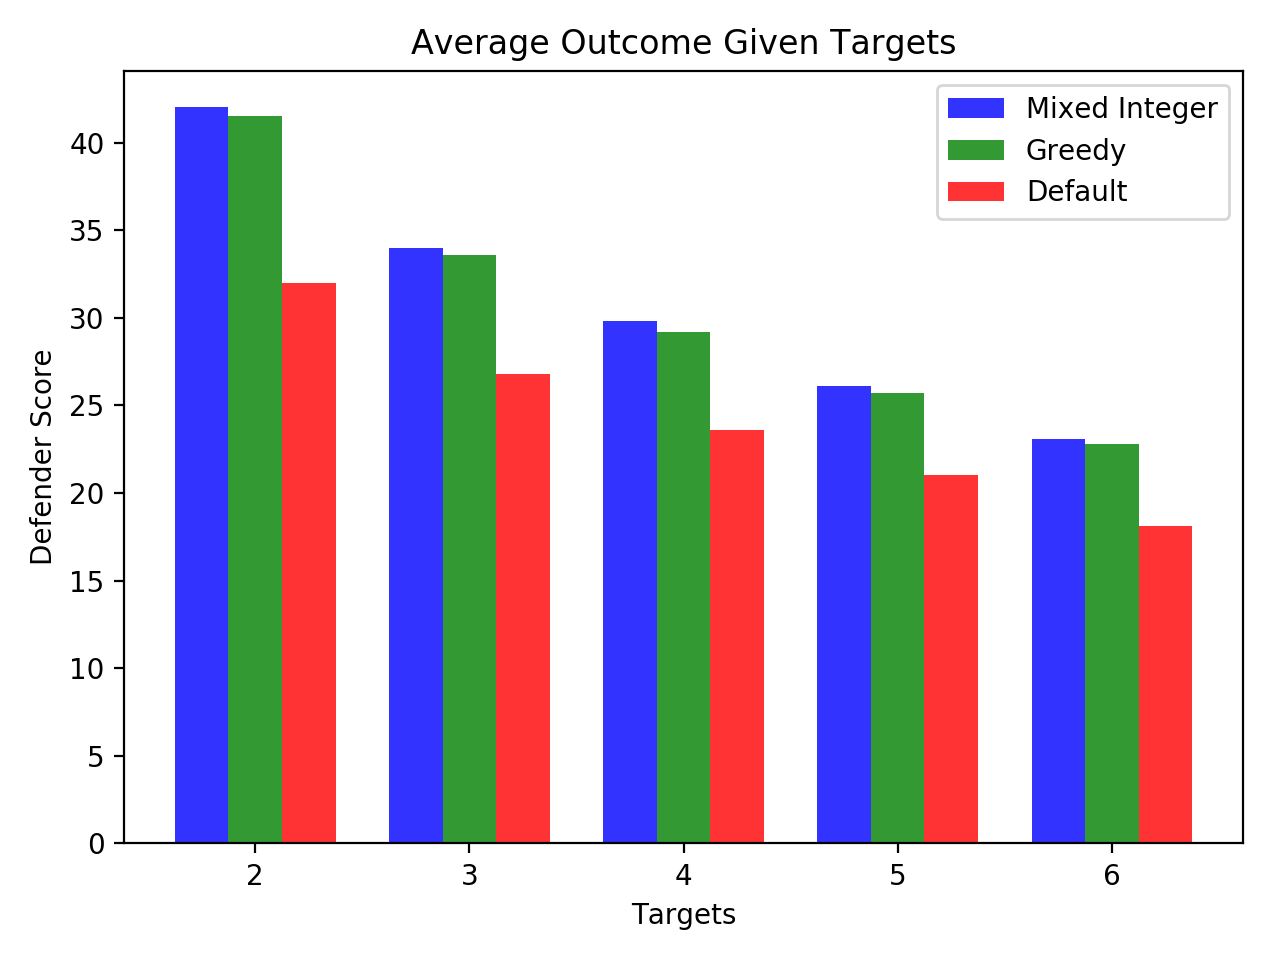 Average Outcome Given Targets
Mixed Integer
Greedy
Default
Defender Score
40
35
30
25
20
15
10
5
0
2 3 4 5 6
Targets